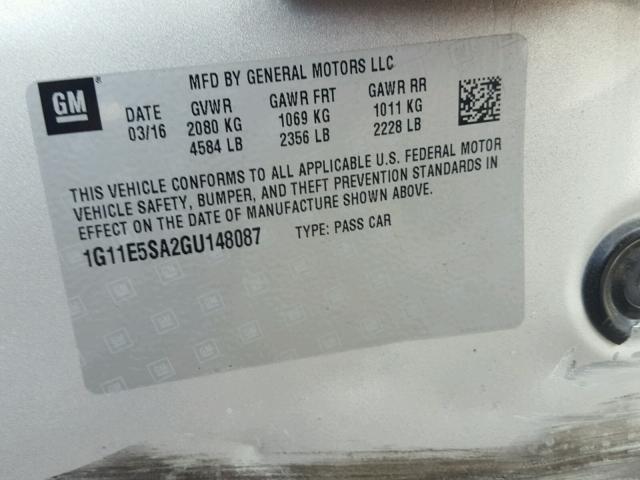 GM
MFD BY GENERAL MOTORS LLC
DATE GVWR GAWR FRT GAWR RR
03/16 2080 KG 1069 KG 1011 KG
4584 LB 2356 LB 2228 LB
THIS VEHICLE CONFORMS TO ALL APPLICABLE U.S. FEDERAL MOTOR
VEHICLE SAFETY, BUMPER, AND THEFT PREVENTION STANDARDS IN
EFFECT ON THE DATE OF MANUFACTURE SHOWN ABOVE.
1G11E5SA2GU148087 TYPE: PASS CAR